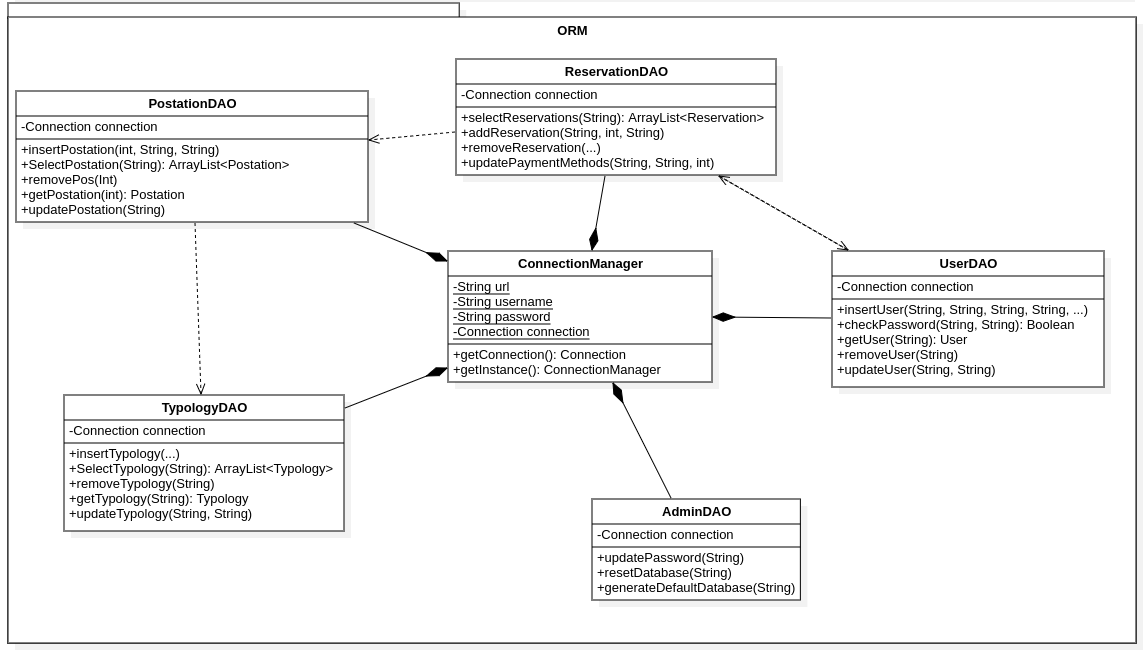 ORM
ReservationDAO
-Connection connection
+selectReservations(String): ArrayList<Reservation>
+addReservation(String, int, String)
+removeReservation(...)
+updatePaymentMethods(String, String, int)
PostationDAO
-Connection connection
+insertPostation(int, String, String)
+SelectPostation(String): ArrayList<Postation>
+removePos(Int)
+getPostation(int): Postation
+updatePostation(String)
ConnectionManager
-String url
-String username
-String password
-Connection connection
+getConnection(): Connection
+getInstance(): ConnectionManager
UserDAO
-Connection connection
+insertUser(String, String, String, String, ...)
+checkPassword(String, String): Boolean
+getUser(String): User
+removeUser(String)
+updateUser(String, String)
TypologyDAO
-Connection connection
+insertTypology(...)
+SelectTypology(String): ArrayList<Typology>
+removeTypology(String)
+getTypology(String): Typology
+updateTypology(String, String)
AdminDAO
-Connection connection
+updatePassword(String)
+resetDatabase(String)
+generateDefaultDatabase(String)